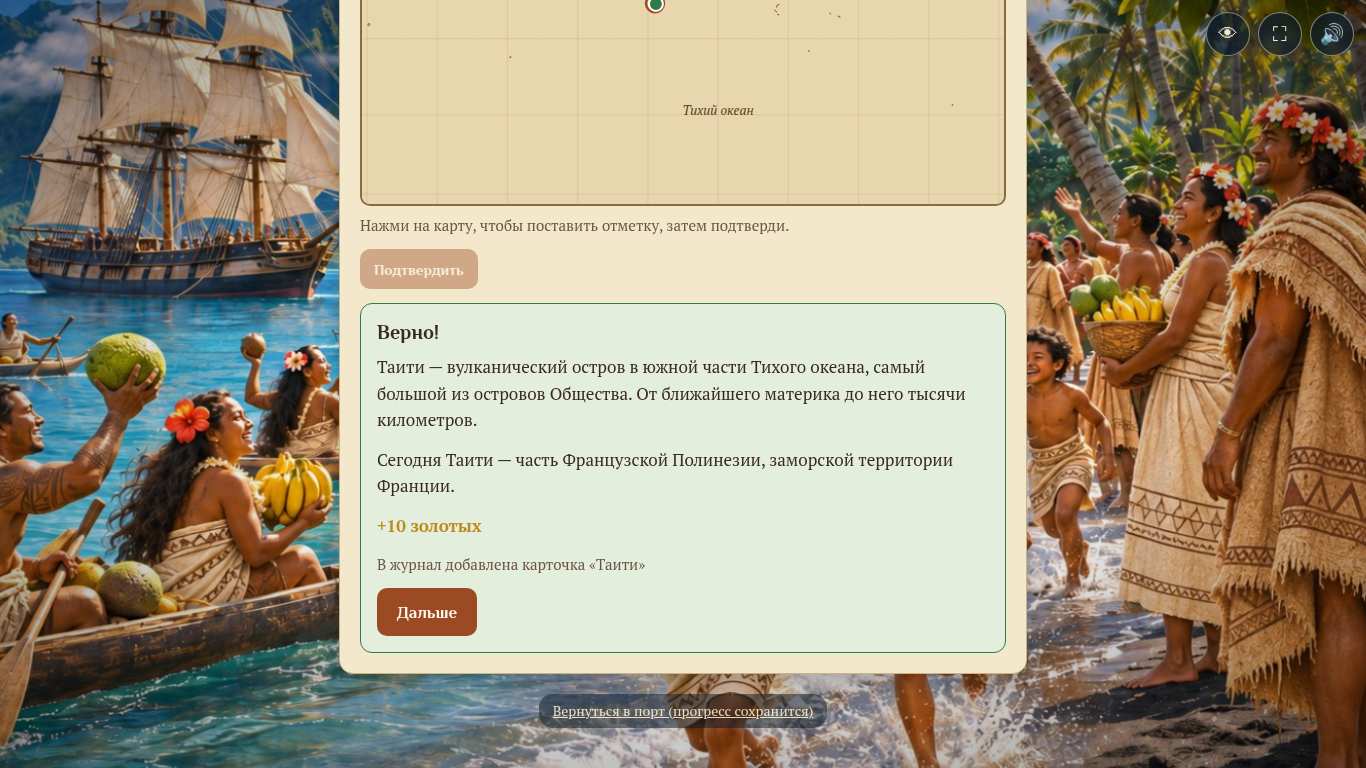 Тихий океан
Нажми на карту, чтобы поставить отметку, затем подтверди.
Подтвердить
Верно!
Таити — вулканический остров в южной части Тихого океана, самый
большой из островов Общества. От ближайшего материка до него тысячи
километров.
Сегодня Таити — часть Французской Полинезии, заморской территории
Франции.
+10 золотых
В журнал добавлена карточка «Таити»
Дальше
Вернуться в порт (прогресс сохранится)